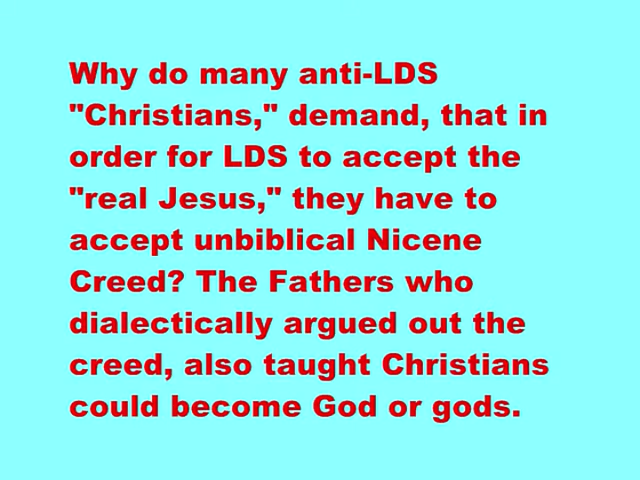 Why do many anti-LDS
"Christians," demand, that in
order for LDS to accept the
"real Jesus," they have to
accept unbiblical Nicene
Creed? The Fathers who
dialectically argued out the
creed, also taught Christians
could become God or gods.